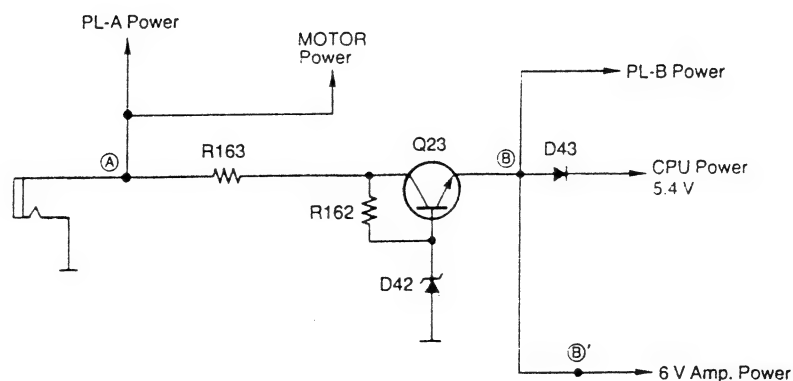 PL-A Power
MOTOR
Power
PL-B Power
A
R163
Q23
B
D43
CPU Power
5.4 V
R162
D42
B'
6 V Amp. Power